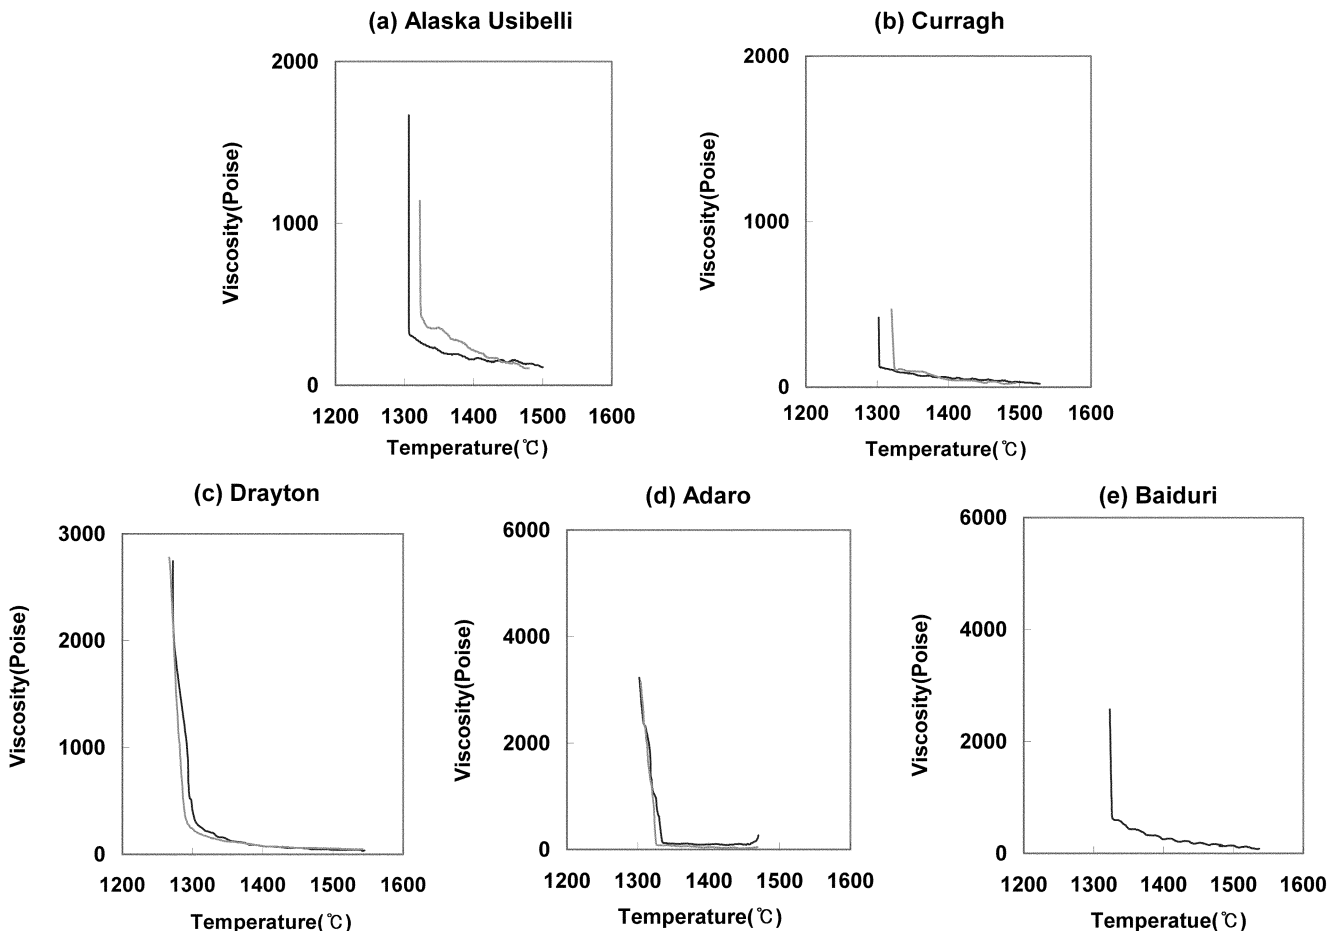 (a) Alaska Usibelli
(b) Curragh
2000
1000
0
Viscosity(Poise)
1200 1300 1400 1500 1600
Temperature(℃)
2000
1000
0
Viscosity(Poise)
1200 1300 1400 1500 1600
Temperature(℃)
(c) Drayton
(d) Adaro
(e) Baiduri
3000
2000
1000
0
Viscosity(Poise)
1200 1300 1400 1500 1600
Temperature(℃)
6000
4000
2000
0
Viscosity(Poise)
1200 1300 1400 1500 1600
Temperature(℃)
6000
4000
2000
0
Viscosity(Poise)
1200 1300 1400 1500 1600
Temperatue(℃)